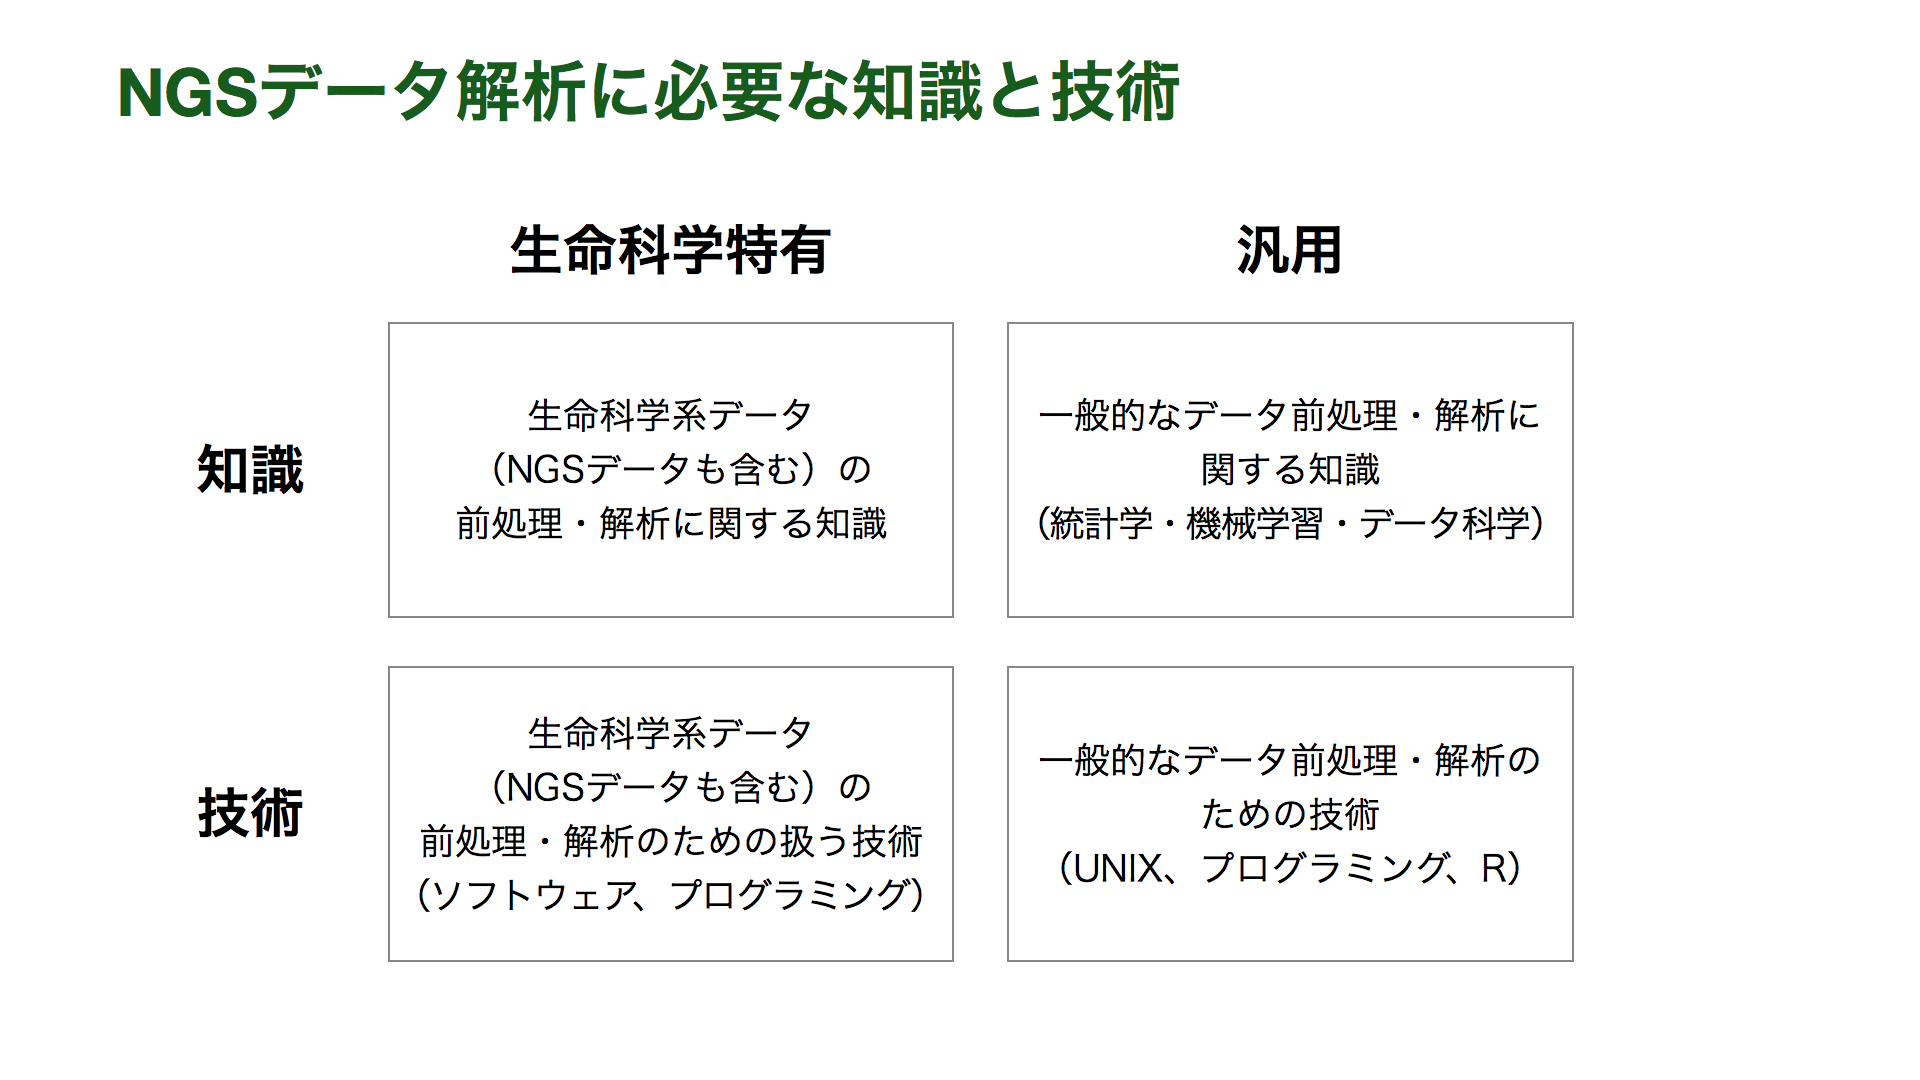 NGSデータ解析に必要な知識と技術
生命科学特有
汎用
知識
生命科学系データ
（NGSデータも含む）の
前処理・解析に関する知識
一般的なデータ前処理・解析に
関する知識
（統計学・機械学習・データ科学）
技術
生命科学系データ
（NGSデータも含む）の
前処理・解析のための扱う技術
（ソフトウェア、プログラミング）
一般的なデータ前処理・解析の
ための技術
（UNIX、プログラミング、R）